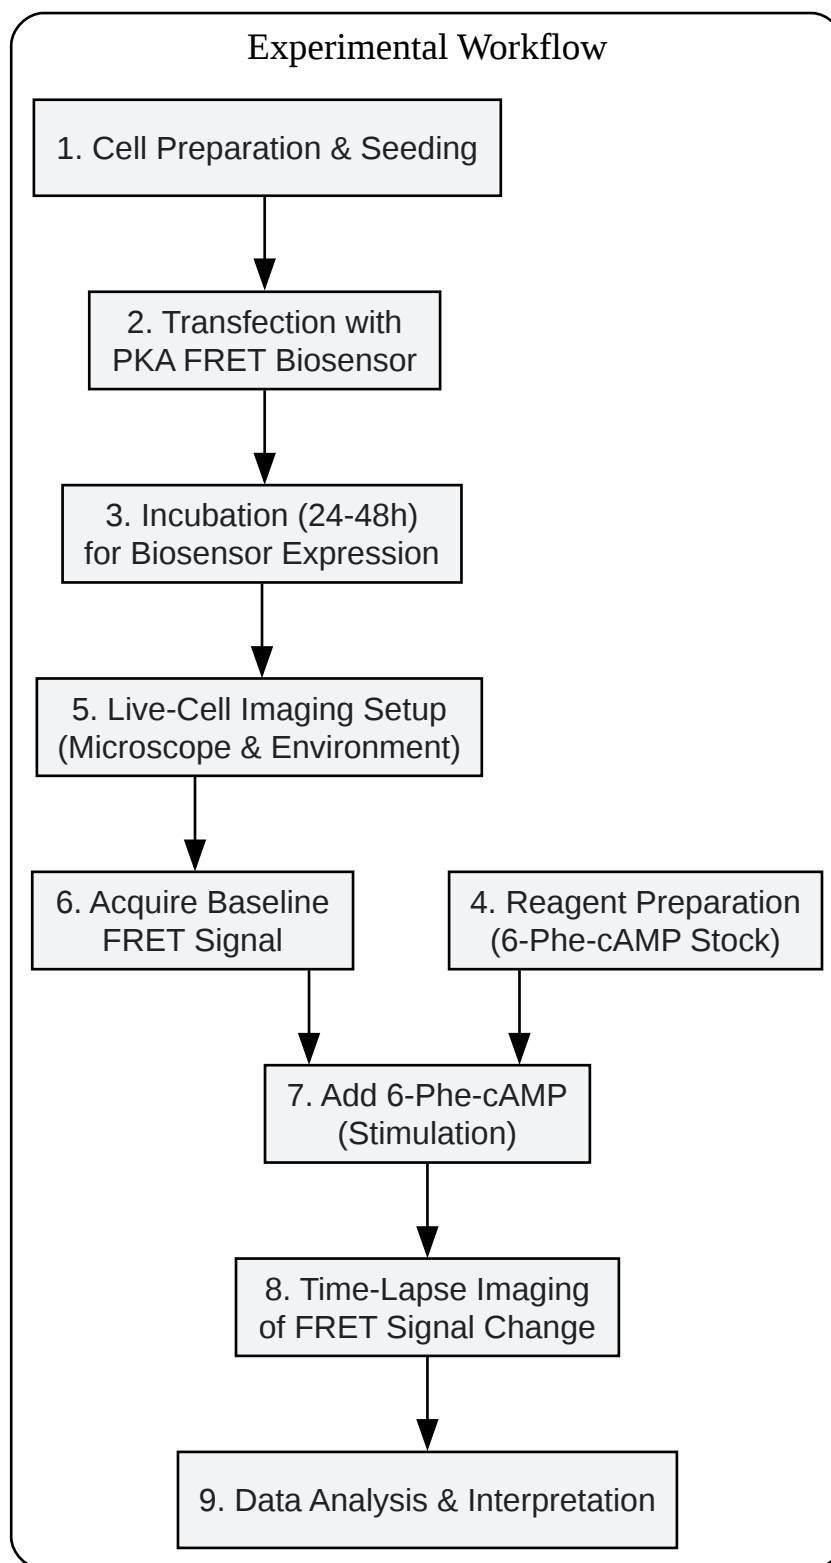 Experimental Workflow
1. Cell Preparation & Seeding
2. Transfection with
PKA FRET Biosensor
3. Incubation (24-48h)
for Biosensor Expression
5. Live-Cell Imaging Setup
(Microscope & Environment)
6. Acquire Baseline
FRET Signal
4. Reagent Preparation
(6-Phe-cAMP Stock)
7. Add 6-Phe-cAMP
(Stimulation)
8. Time-Lapse Imaging
of FRET Signal Change
9. Data Analysis & Interpretation